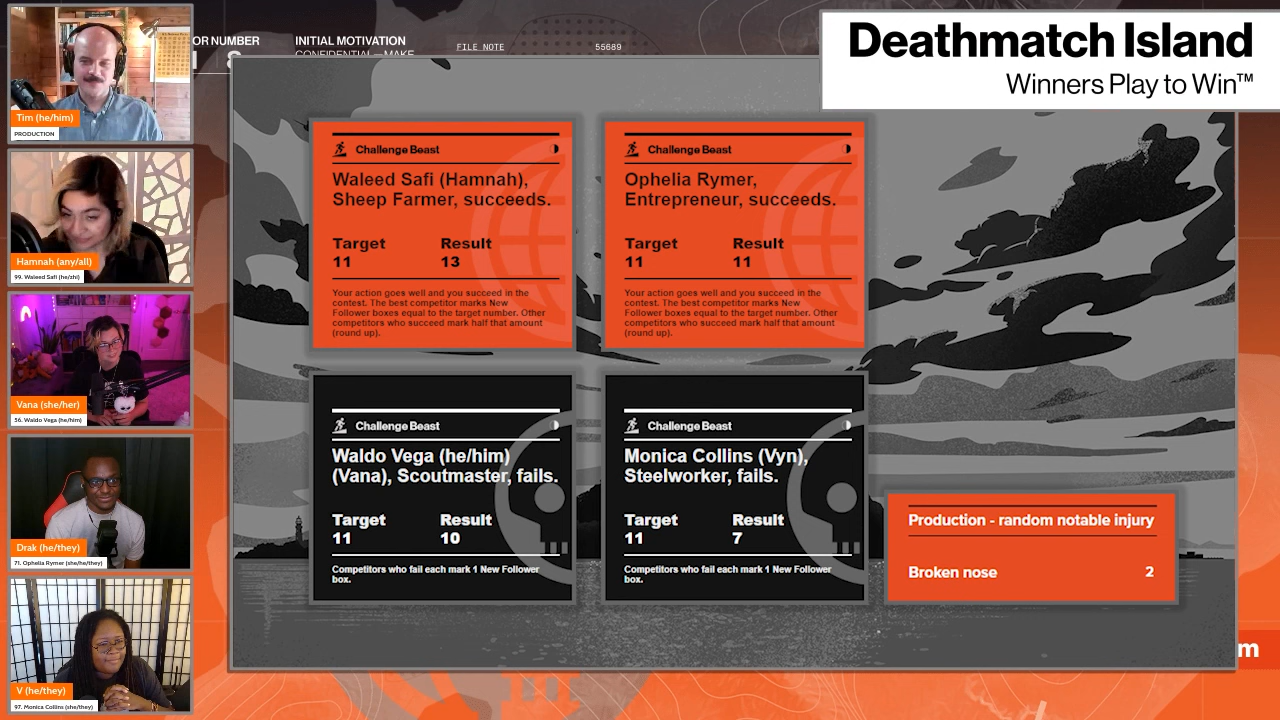 OR NUMBER
INITIAL MOTIVATION
CONFIDENTIAL – MAKE
FILE NOTE
55689
Deathmatch Island
Winners Play to Win™
Tim (he/him)
PRODUCTION
Hamnah (any/all)
99. Waleed Safi (he/zhi)
Vana (she/her)
56. Waldo Vega (he/him)
Drak (he/they)
71. Ophelia Rymer (she/he/they)
V (he/they)
97. Monica Collins (she/they)
Challenge Beast
Waleed Safi (Hamnah),
Sheep Farmer, succeeds.
Target
Result
11
13
Your action goes well and you succeed in the
contest. The best competitor marks New
Follower boxes equal to the target number. Other
competitors who succeed mark half that amount
(round up).
Challenge Beast
Ophelia Rymer,
Entrepreneur, succeeds.
Target
Result
11
11
Your action goes well and you succeed in the
contest. The best competitor marks New
Follower boxes equal to the target number. Other
competitors who succeed mark half that amount
(round up).
Challenge Beast
Waldo Vega (he/him)
(Vana), Scoutmaster, fails.
Target
Result
11
10
Competitors who fail each mark 1 New Follower
box.
Challenge Beast
Monica Collins (Vyn),
Steelworker, fails.
Target
Result
11
7
Competitors who fail each mark 1 New Follower
box.
Production - random notable injury
Broken nose
2
m